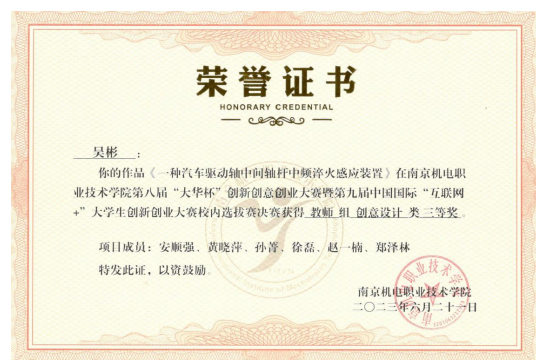 荣誉证书
HONORARY CREDENTIAL
吴彬：
你的作品《一种汽车驱动轴中间轴杆中频淬火感应装置》在南京机电职
业技术学院第八届“大华杯”创新创意创业大赛暨第九届中国国际“互联网
+”大学生创新创业大赛校内选拔赛决赛获得 教师 组 创意设计 类 三等奖。
项目成员：安顺强、黄晓萍、孙菁、徐磊、赵一楠、郑泽林
特发此证，以资鼓励。
南京机电职业技术学院
二〇二三年六月二十一日